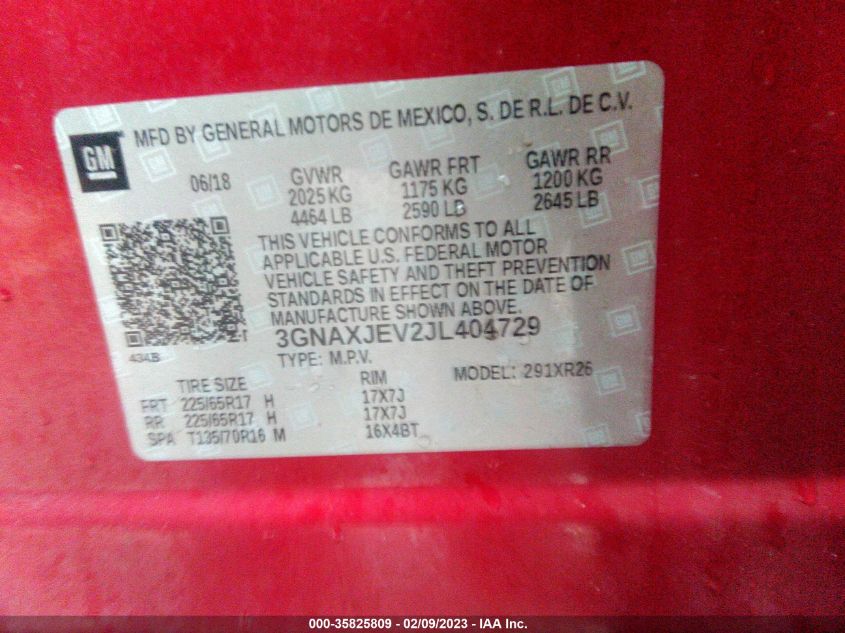 GM
MFD BY GENERAL MOTORS DE MEXICO, S. DE R.L. DE C.V.
06/18 GVWR GAWR FRT GAWR RR
2025 KG 1175 KG 1200 KG
4464 LB 2590 LB 2645 LB
THIS VEHICLE CONFORMS TO ALL
APPLICABLE U.S. FEDERAL MOTOR
VEHICLE SAFETY AND THEFT PREVENTION
STANDARDS IN EFFECT ON THE DATE OF
MANUFACTURE SHOWN ABOVE.
3GNAXJEV2JL404729
434B
TYPE: M.P.V. MODEL: 291XR26
TIRE SIZE RIM
FRT 225/65R17 H 17X7J
RR 225/65R17 H 17X7J
SPA T135/70R16 M 16X4BT
000-35825809 — 02/09/2023 — IAA Inc.